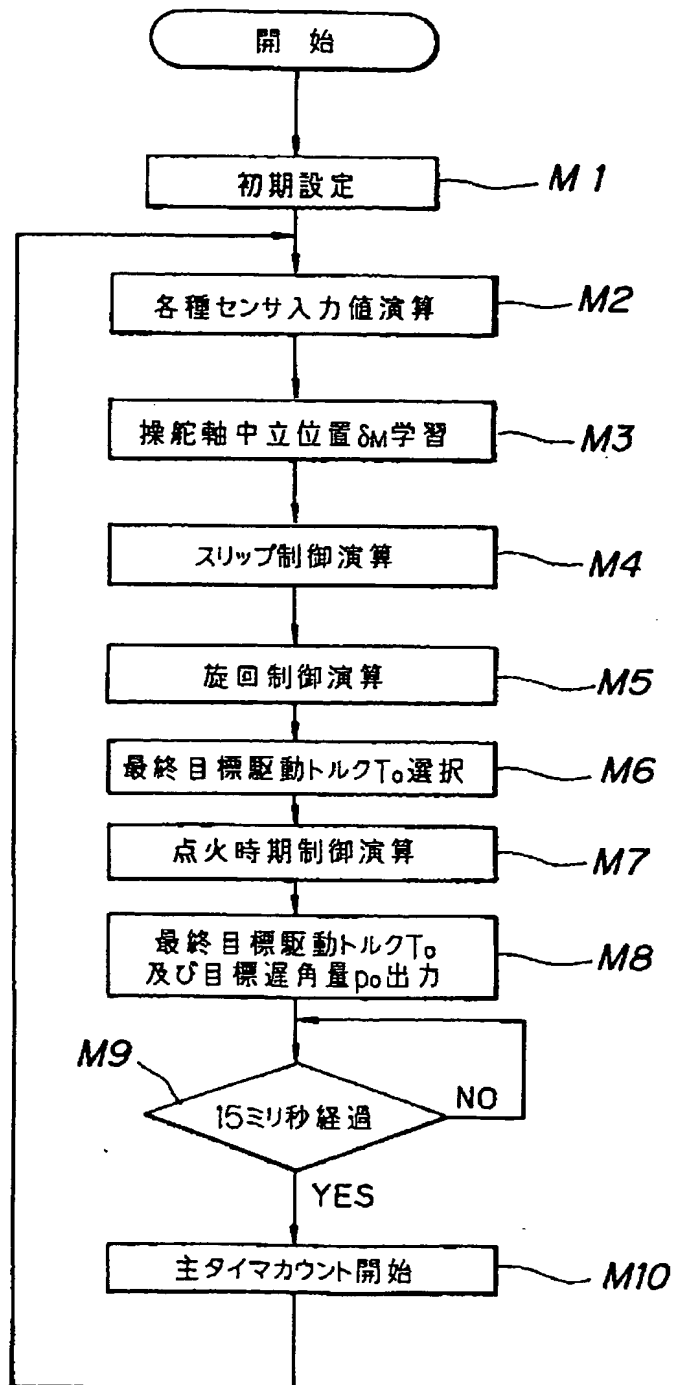 開始
初期設定
M1
各種センサ入力値演算
M2
操舵軸中立位置δM学習
M3
スリップ制御演算
M4
旋回制御演算
M5
最終目標駆動トルクTo選択
M6
点火時期制御演算
M7
最終目標駆動トルクTo
及び目標遅角量po出力
M8
M9
15ミリ秒経過
NO
YES
主タイマカウント開始
M10